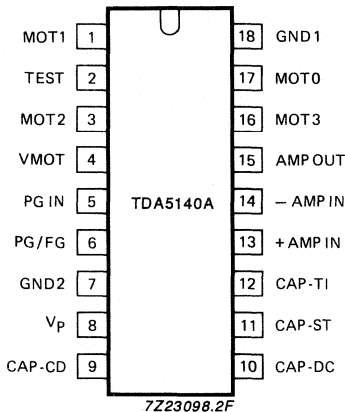 MOT1 1 18 GND1
TEST 2 17 MOT0
MOT2 3 16 MOT3
VMOT 4 15 AMP OUT
PG IN 5 TDA5140A 14 – AMP IN
PG/FG 6 13 + AMP IN
GND2 7 12 CAP-TI
VP 8 11 CAP-ST
CAP-CD 9 10 CAP-DC
7Z23098.2F